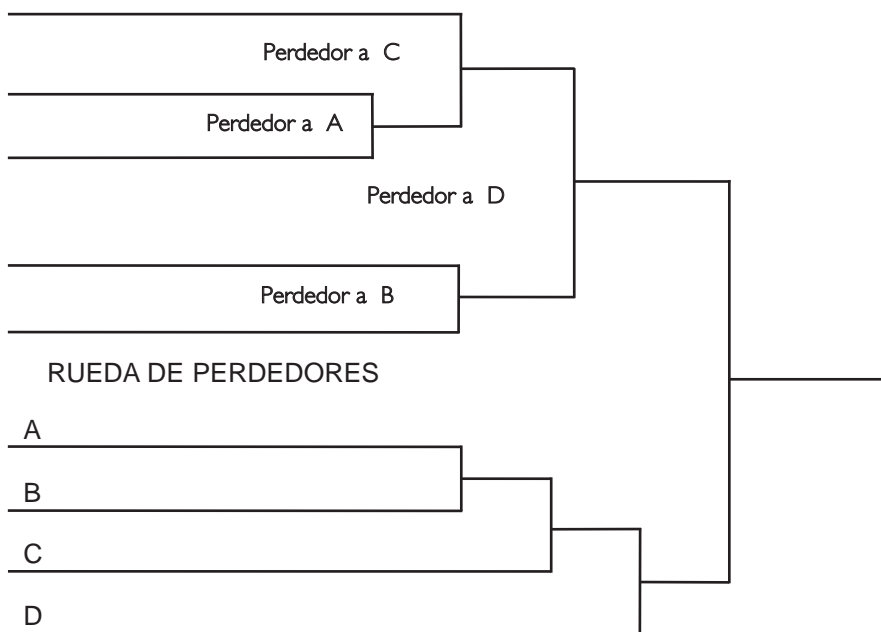 Perdedor a C
Perdedor a A
Perdedor a D
Perdedor a B
RUEDA DE PERDEDORES
A
B
C
D